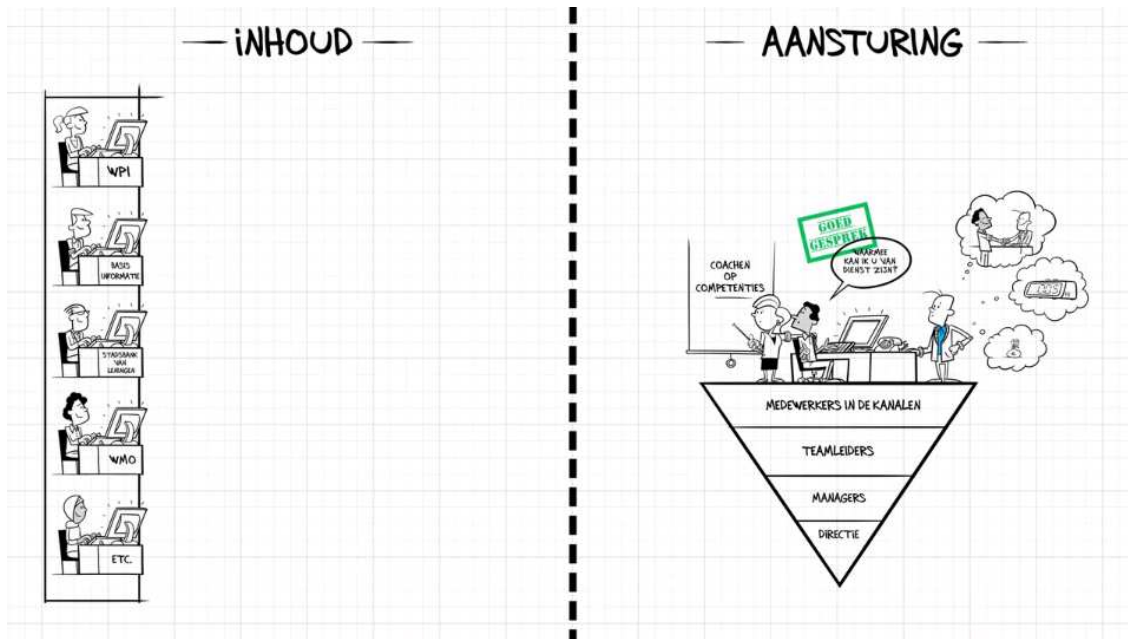 iNHOUD
AANSTURING
WPI
BASIS
INFORMATIE
STADSBANK
VAN
LENINGEN
WMO
ETC.
COACHEN
OP
COMPETENTIES
GOED
GESPREK
WAARMEE
KAN IK U VAN
DIENST ZIJN?
MEDEWERKERS IN DE KANALEN
TEAMLEIDERS
MANAGERS
DIRECTIE